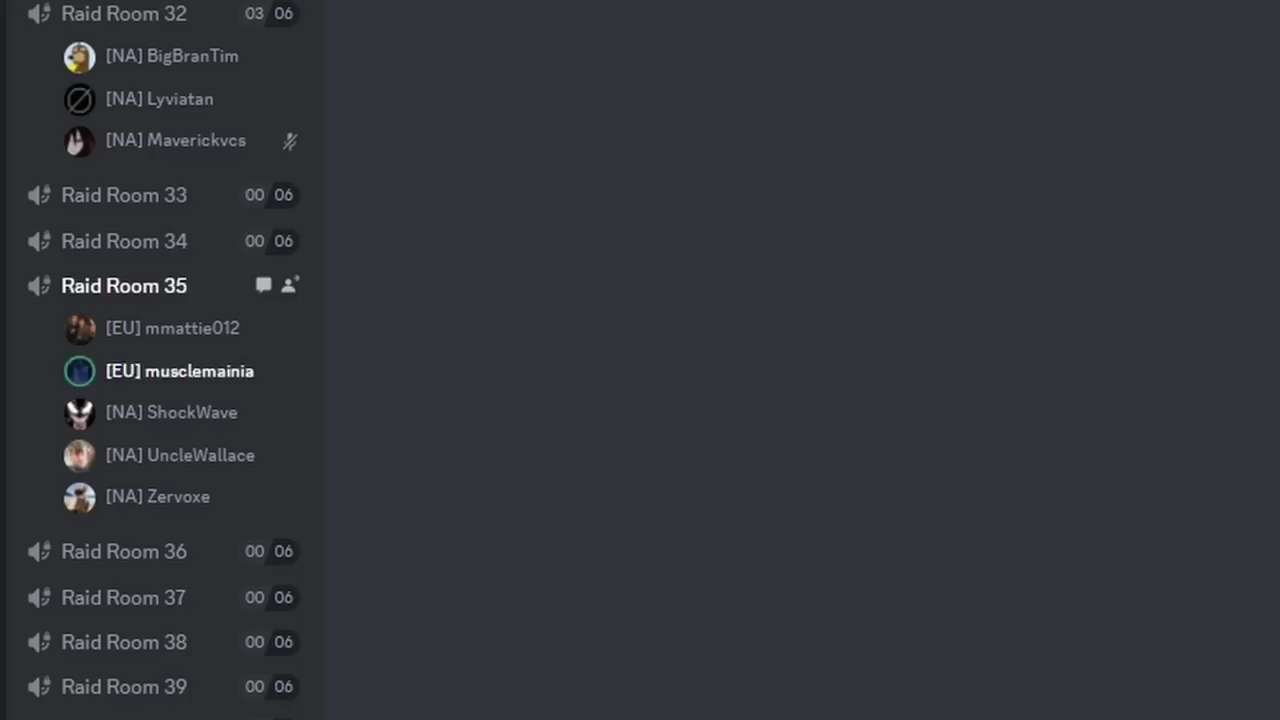 Raid Room 32 03 06
[NA] BigBranTim
[NA] Lyviatan
[NA] Maverickvcs
Raid Room 33 00 06
Raid Room 34 00 06
Raid Room 35
[EU] mmattie012
[EU] musclemainia
[NA] ShockWave
[NA] UncleWallace
[NA] Zervoxe
Raid Room 36 00 06
Raid Room 37 00 06
Raid Room 38 00 06
Raid Room 39 00 06